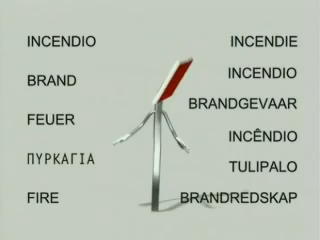 INCENDIO
BRAND
FEUER
ΠΥΡΚΑΓΙΑ
FIRE
INCENDIE
INCENDIO
BRANDGEVAAR
INCÊNDIO
TULIPALO
BRANDREDSKAP